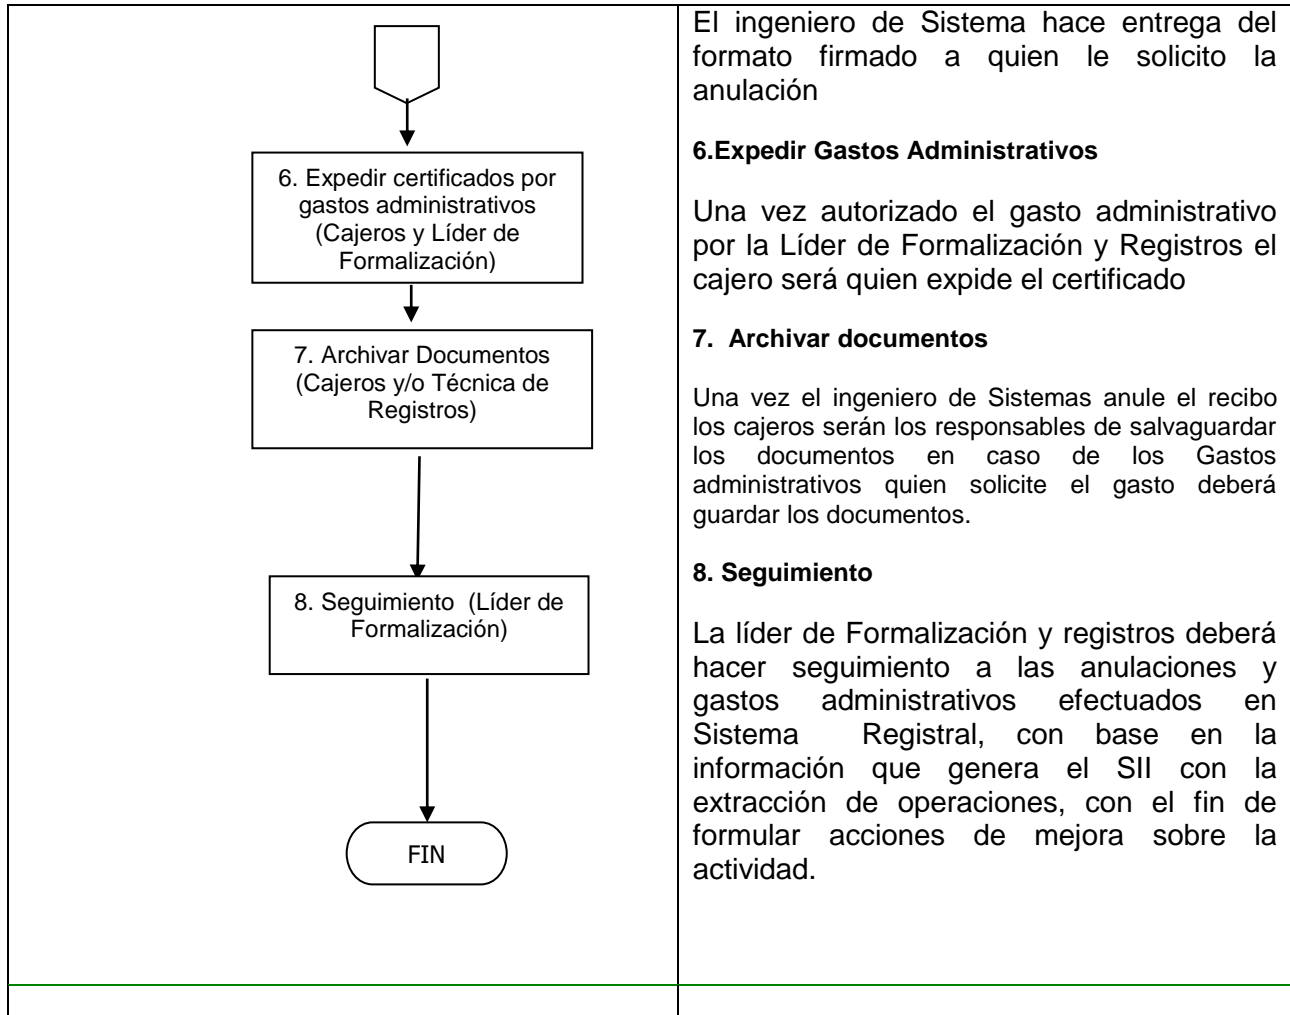 6. Expedir certificados por
gastos administrativos
(Cajeros y Líder de
Formalización)
7. Archivar Documentos
(Cajeros y/o Técnica de
Registros)
8. Seguimiento (Líder de
Formalización)
FIN
El ingeniero de Sistema hace entrega del
formato firmado a quien le solicito la
anulación
6.Expedir Gastos Administrativos
Una vez autorizado el gasto administrativo
por la Líder de Formalización y Registros el
cajero será quien expide el certificado
7. Archivar documentos
Una vez el ingeniero de Sistemas anule el recibo
los cajeros serán los responsables de salvaguardar
los documentos en caso de los Gastos
administrativos quien solicite el gasto deberá
guardar los documentos.
8. Seguimiento
La líder de Formalización y registros deberá
hacer seguimiento a las anulaciones y
gastos administrativos efectuados en
Sistema Registral, con base en la
información que genera el SII con la
extracción de operaciones, con el fin de
formular acciones de mejora sobre la
actividad.